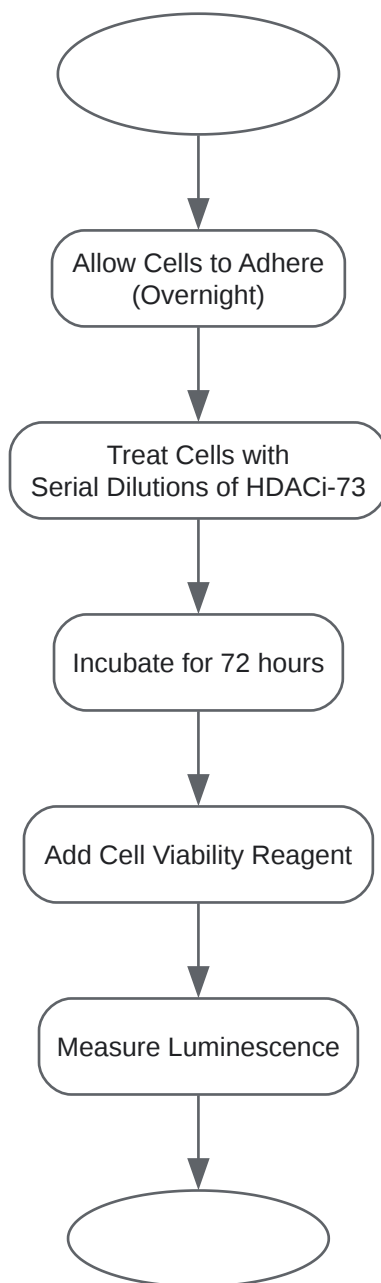 Allow Cells to Adhere
(Overnight)
Treat Cells with
Serial Dilutions of HDACi-73
Incubate for 72 hours
Add Cell Viability Reagent
Measure Luminescence